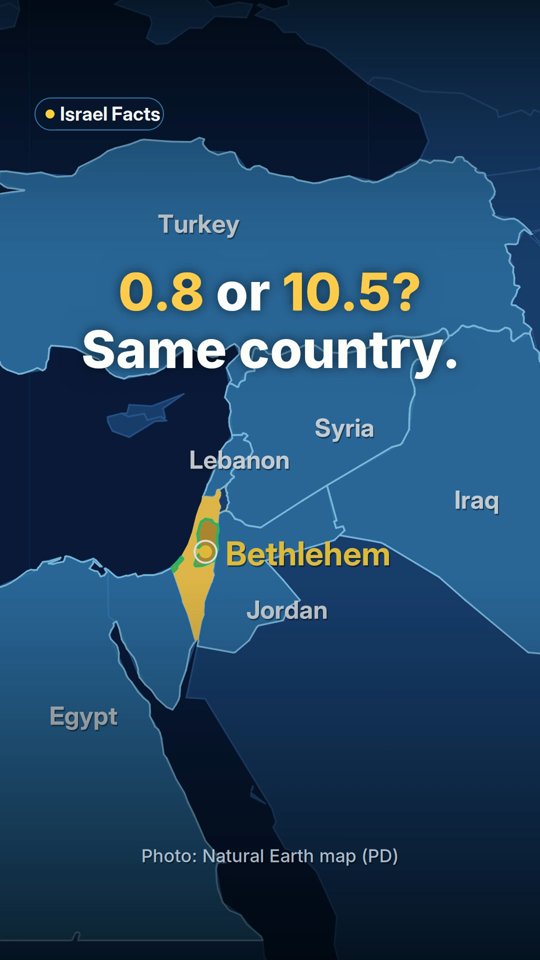 Israel Facts
Turkey
0.8 or 10.5?
Same country.
Syria
Lebanon
Iraq
Bethlehem
Jordan
Egypt
Photo: Natural Earth map (PD)